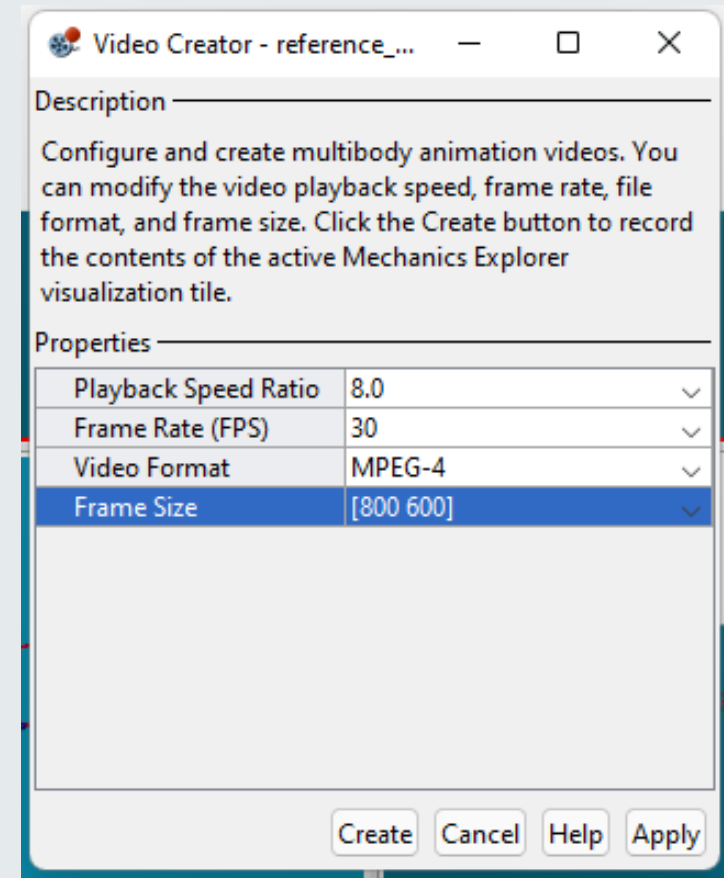 Video Creator - reference_...
Description
Configure and create multibody animation videos. You
can modify the video playback speed, frame rate, file
format, and frame size. Click the Create button to record
the contents of the active Mechanics Explorer
visualization tile.
Properties
Playback Speed Ratio 8.0
Frame Rate (FPS) 30
Video Format MPEG-4
Frame Size [800 600]
Create Cancel Help Apply